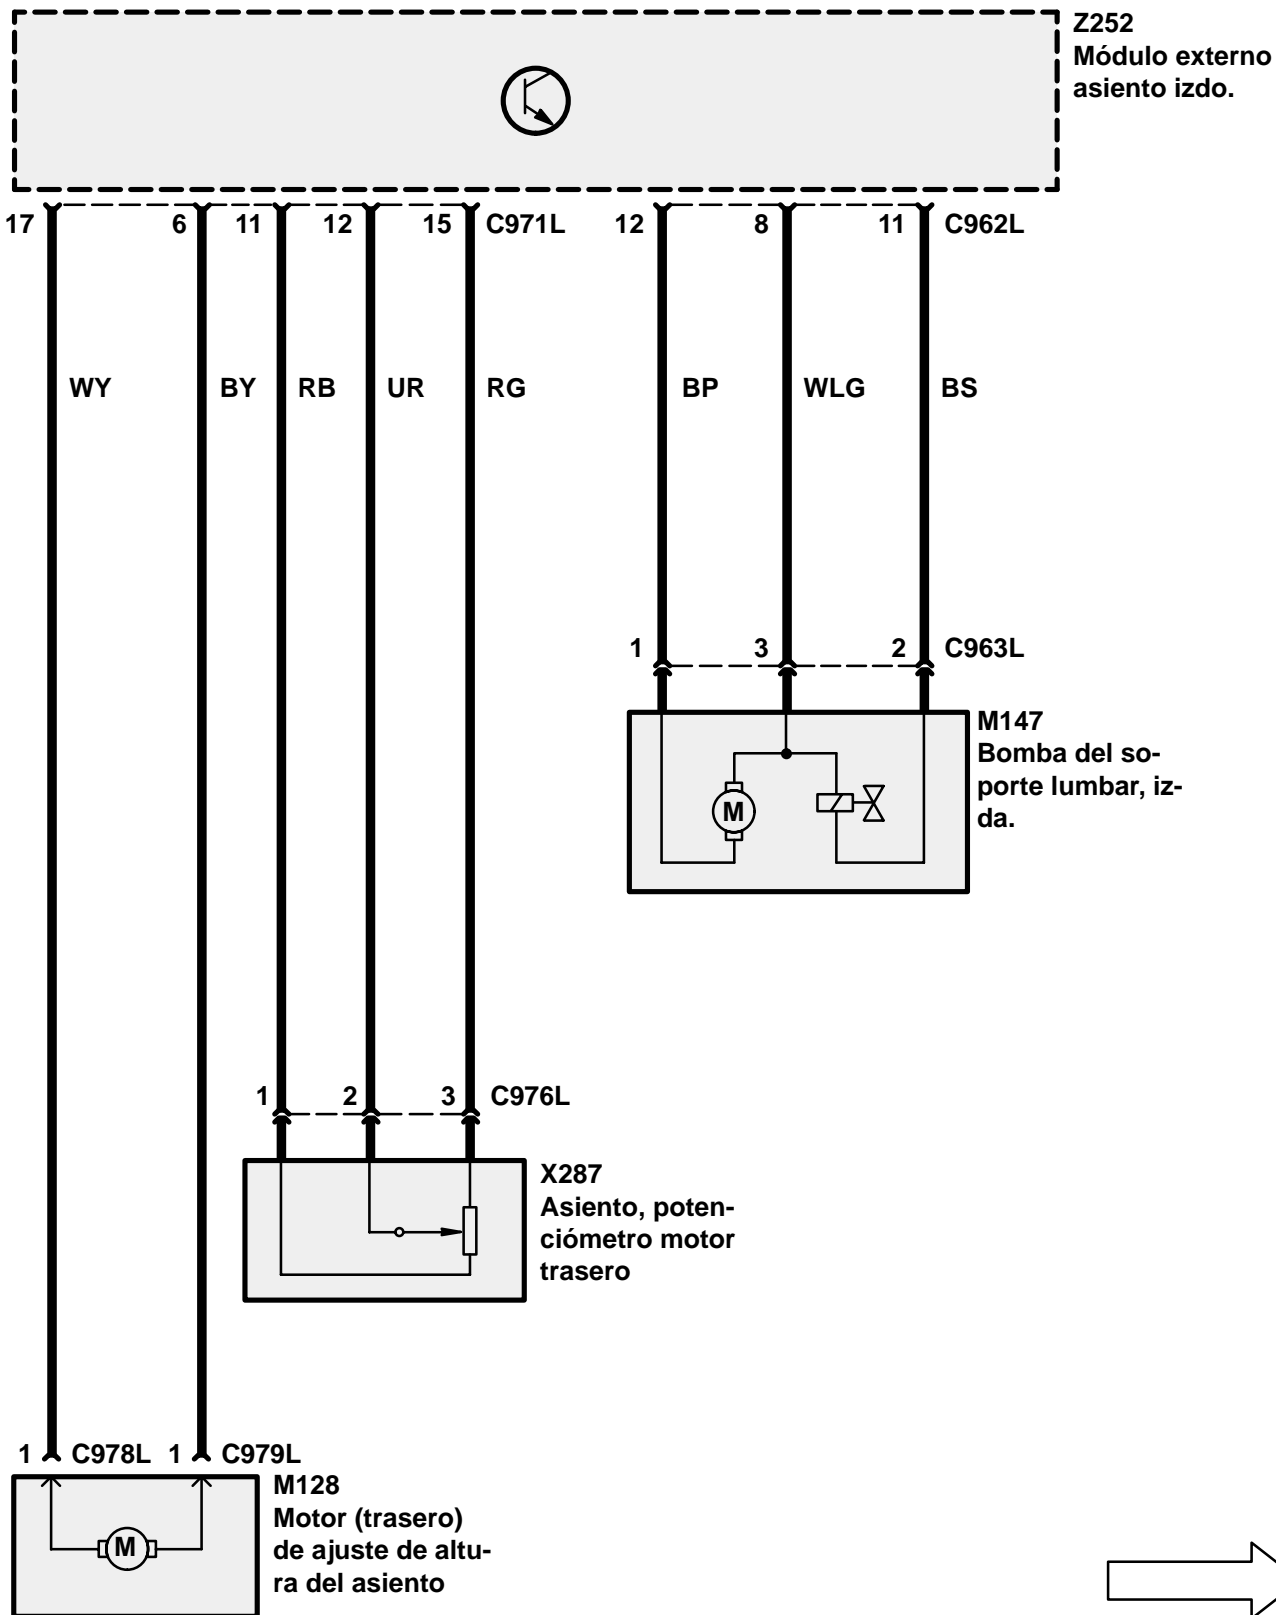 Z252
Módulo externo
asiento izdo.
17 6 11 12 15 C971L 12 8 11 C962L
WY BY RB UR RG BP WLG BS
1 3 2 C963L
M147
Bomba del so-
porte lumbar, iz-
da.
M
1 2 3 C976L
X287
Asiento, poten-
ciómetro motor
trasero
1 C978L 1 C979L
M128
Motor (trasero)
de ajuste de altu-
ra del asiento
M